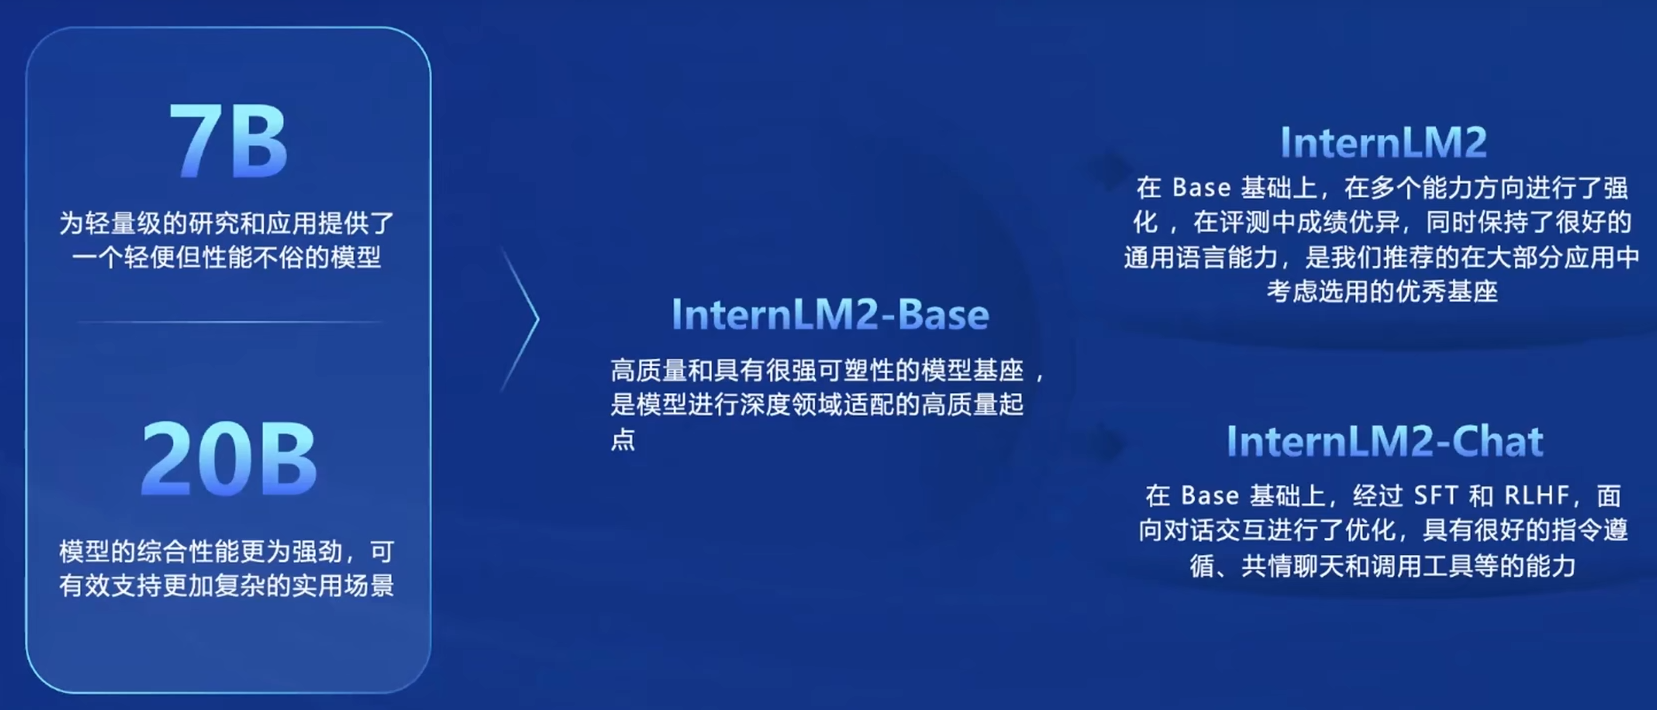 7B
为轻量级的研究和应用提供了
一个轻便但性能不俗的模型
20B
模型的综合性能更为强劲，可
有效支持更加复杂的实用场景
InternLM2-Base
高质量和具有很强可塑性的模型基座，
是模型进行深度领域适配的高质量起
点
InternLM2
在 Base 基础上，在多个能力方向进行了强
化，在评测中成绩优异，同时保持了很好的
通用语言能力，是我们推荐的在大部分应用中
考虑选用的优秀基座
InternLM2-Chat
在 Base 基础上，经过 SFT 和 RLHF，面
向对话交互进行了优化，具有很好的指令遵
循、共情聊天和调用工具等的能力